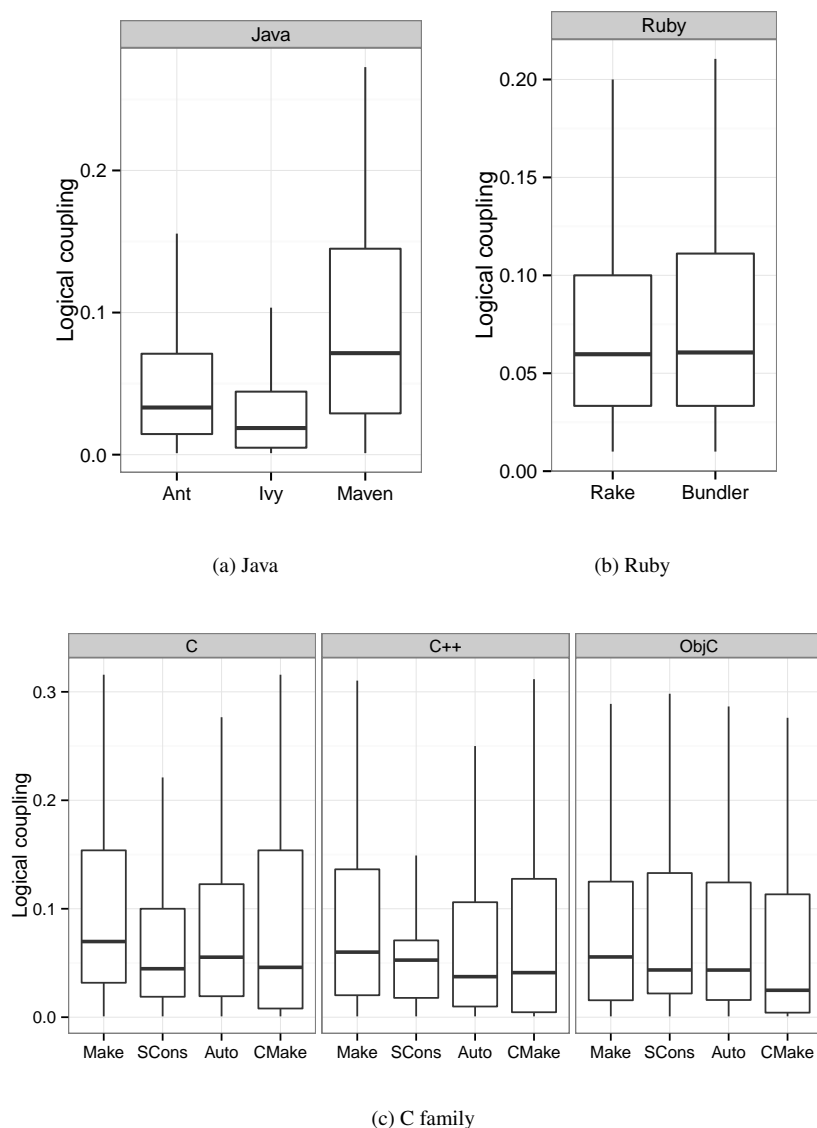 Java
Logical coupling
0.2
0.1
0.0
Ant Ivy Maven
(a) Java
Ruby
Logical coupling
0.20
0.15
0.10
0.05
0.00
Rake Bundler
(b) Ruby
C C++ ObjC
Logical coupling
0.3
0.2
0.1
0.0
Make SCons Auto CMake Make SCons Auto CMake Make SCons Auto CMake
(c) C family